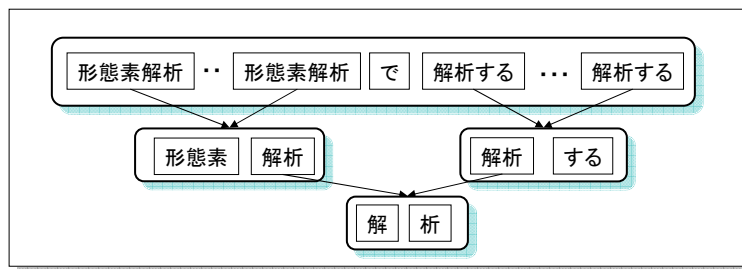 形態素解析 ‥ 形態素解析 で 解析する … 解析する
形態素 解析 解析 する
解 析